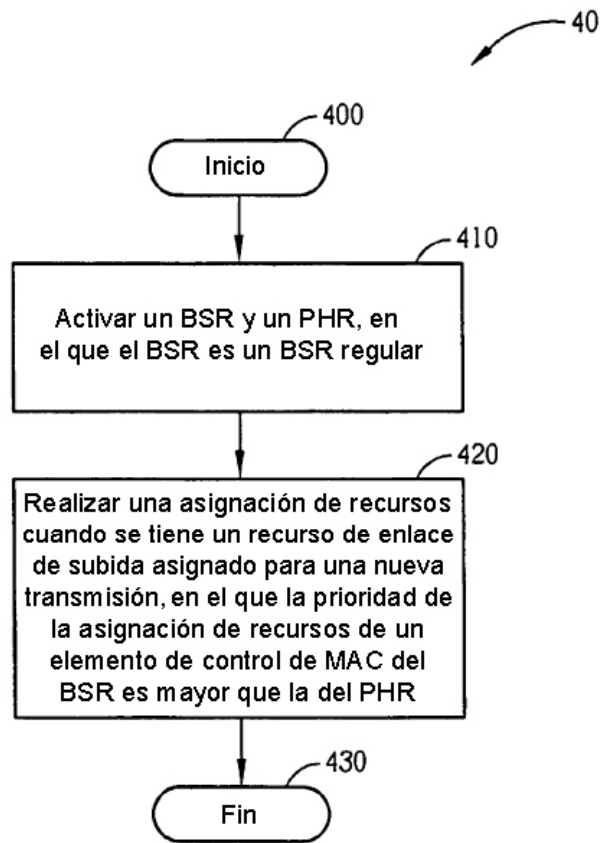 40
400
Inicio
410
Activar un BSR y un PHR, en
el que el BSR es un BSR regular
420
Realizar una asignación de recursos
cuando se tiene un recurso de enlace
de subida asignado para una nueva
transmisión, en el que la prioridad de
la asignación de recursos de un
elemento de control de MAC del
BSR es mayor que la del PHR
430
Fin